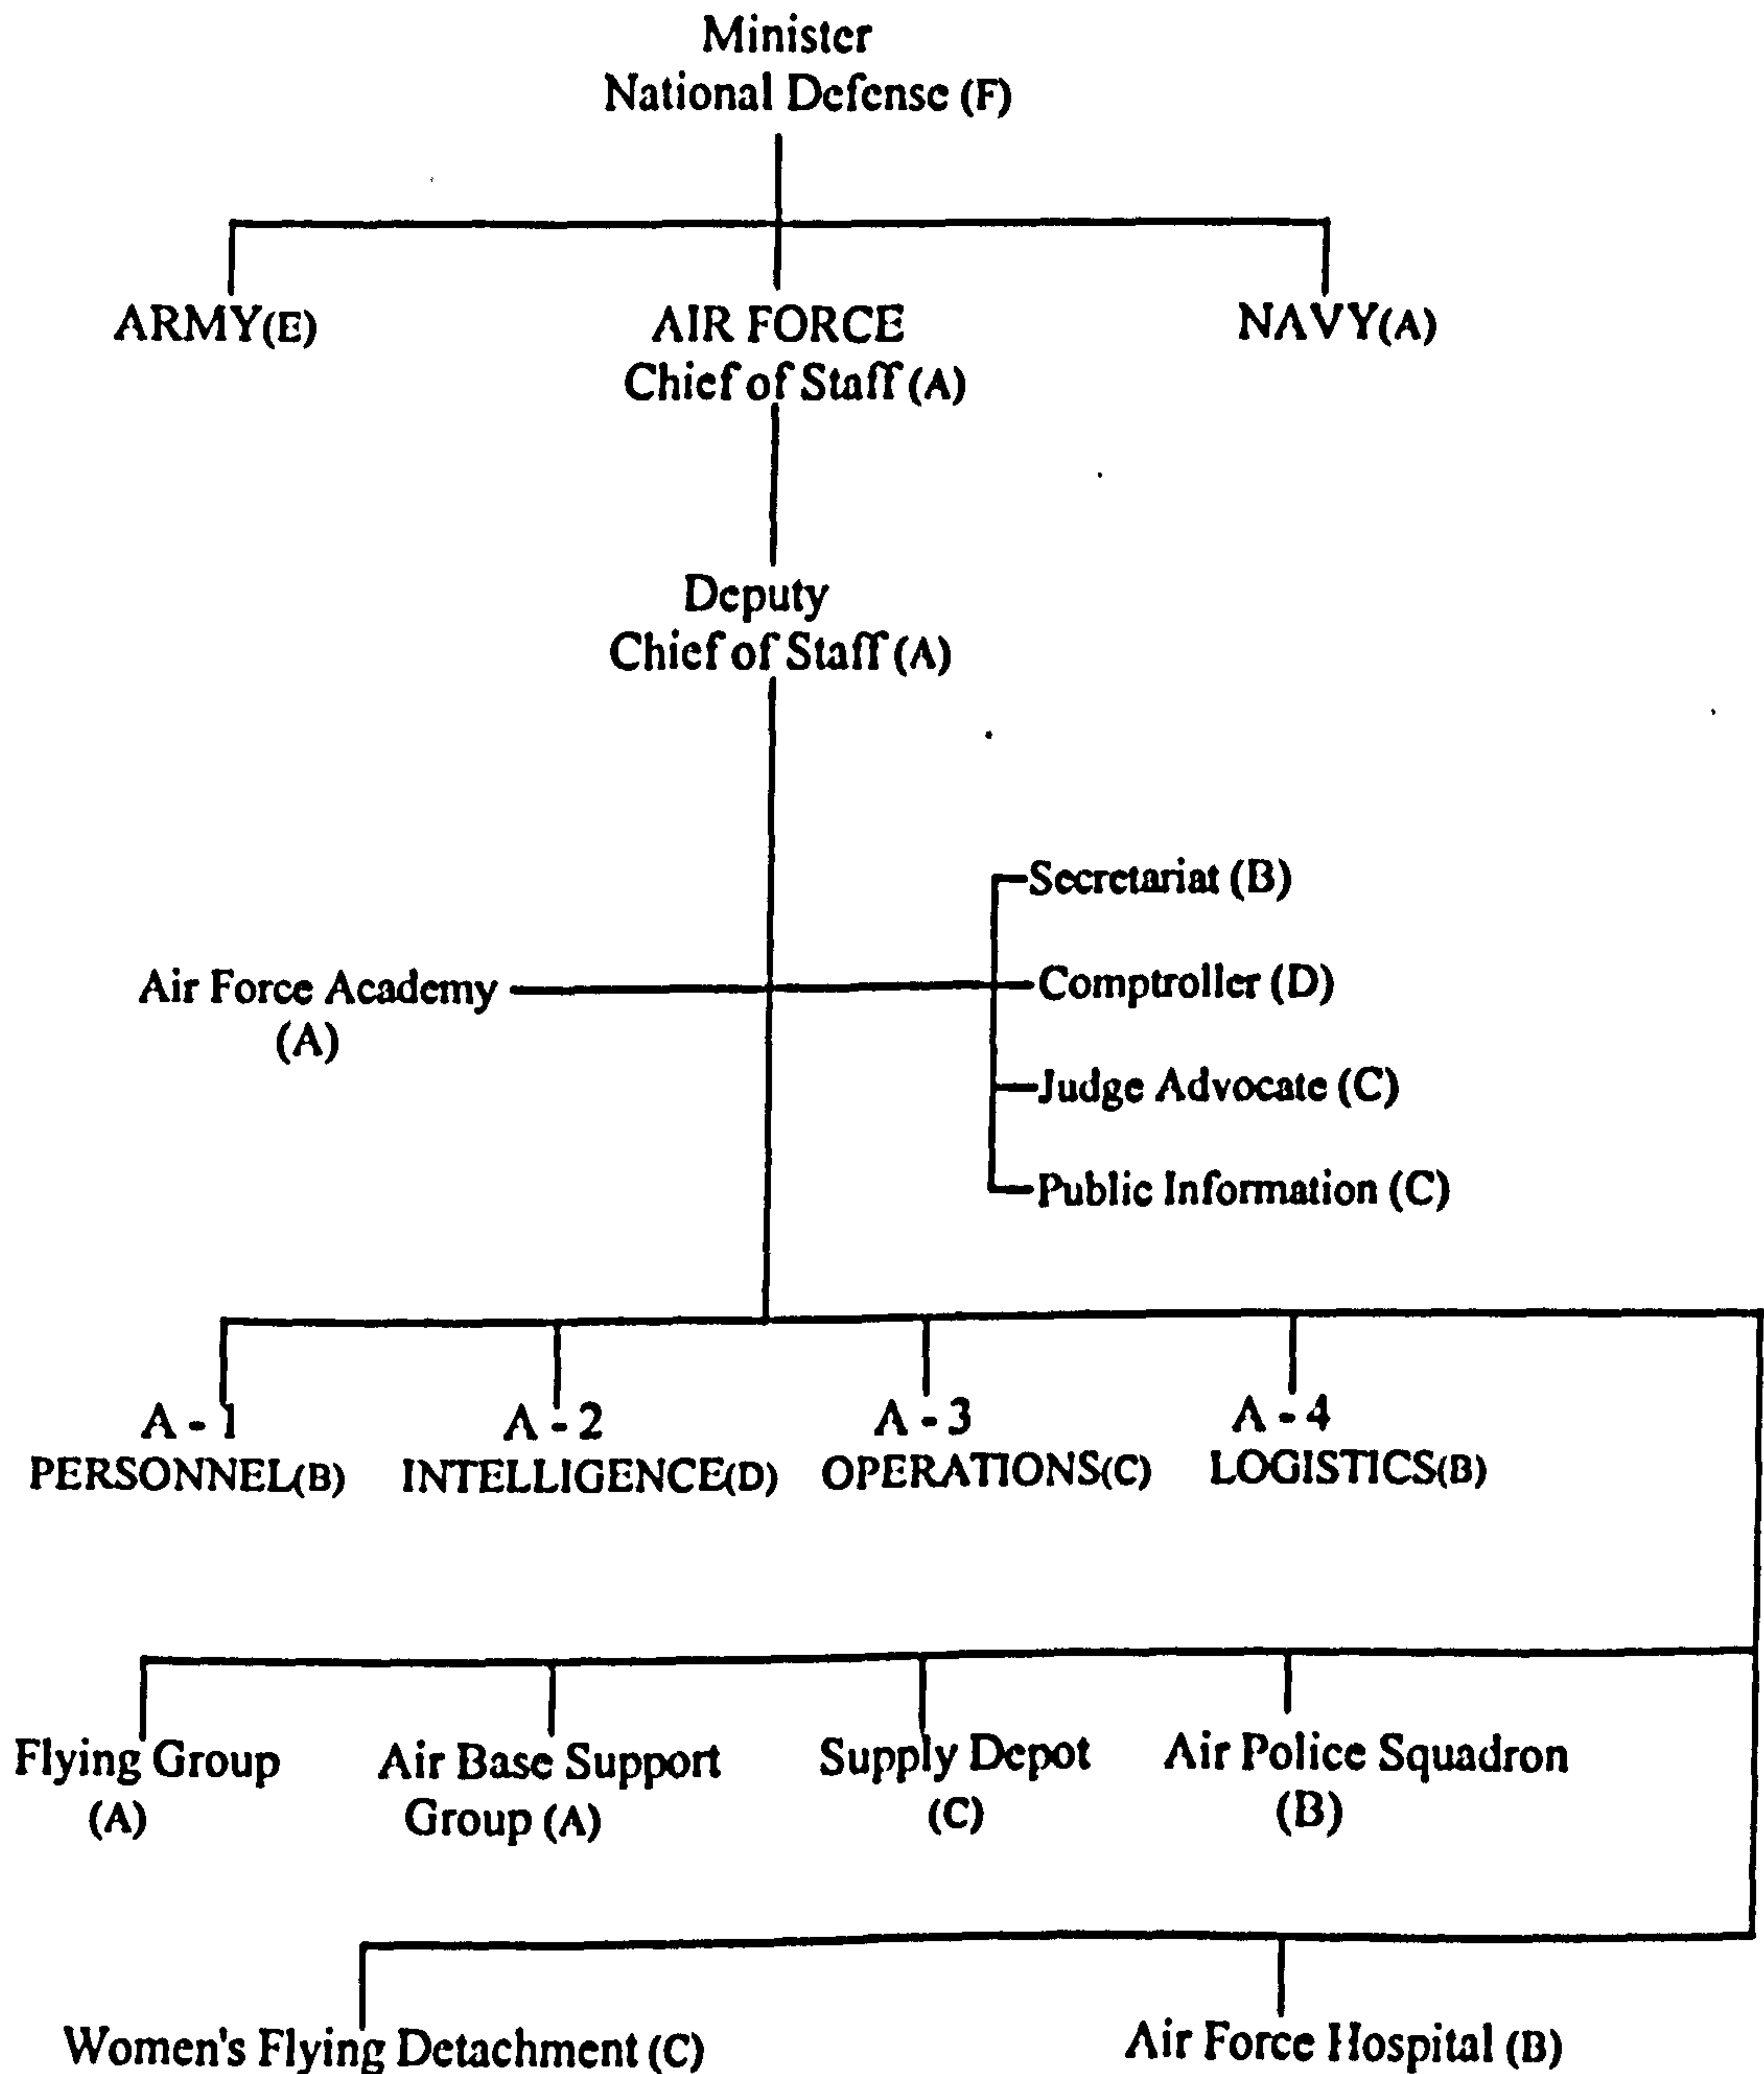 Minister
National Defense (F)
ARMY(E)
AIR FORCE
Chief of Staff (A)
NAVY(A)
Deputy
Chief of Staff (A)
Secretariat (B)
Air Force Academy
(A)
Comptroller (D)
Judge Advocate (C)
Public Information (C)
A - 1
PERSONNEL(B)
A - 2
INTELLIGENCE(D)
A - 3
OPERATIONS(C)
A - 4
LOGISTICS(B)
Flying Group
(A)
Air Base Support
Group (A)
Supply Depot
(C)
Air Police Squadron
(B)
Women's Flying Detachment (C)
Air Force Hospital (B)